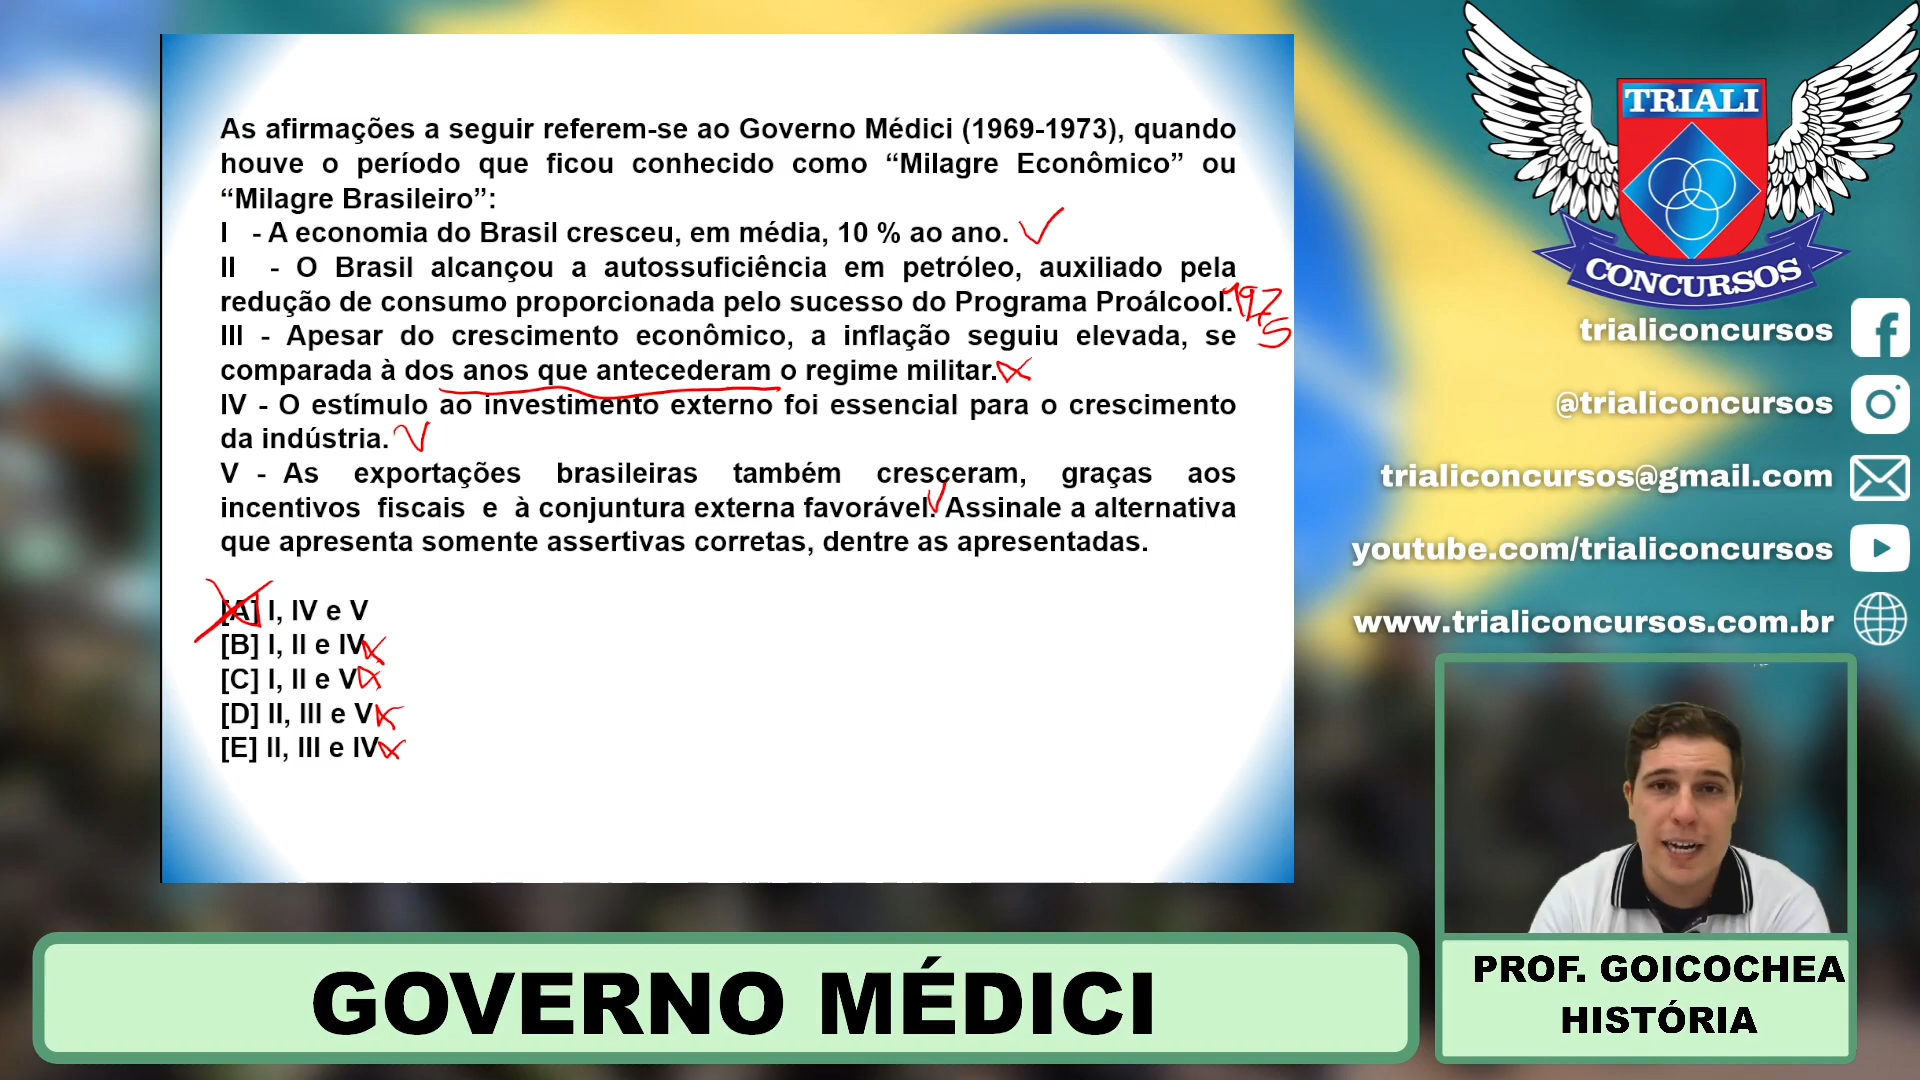 As afirmações a seguir referem-se ao Governo Médici (1969-1973), quando
houve o período que ficou conhecido como “Milagre Econômico” ou
“Milagre Brasileiro”:
I - A economia do Brasil cresceu, em média, 10 % ao ano.
II - O Brasil alcançou a autossuficiência em petróleo, auxiliado pela
redução de consumo proporcionada pelo sucesso do Programa Proálcool.
1975
III - Apesar do crescimento econômico, a inflação seguiu elevada, se
comparada à dos anos que antecederam o regime militar.
IV - O estímulo ao investimento externo foi essencial para o crescimento
da indústria.
V - As exportações brasileiras também cresceram, graças aos
incentivos fiscais e à conjuntura externa favorável. Assinale a alternativa
que apresenta somente assertivas corretas, dentre as apresentadas.
[A] I, IV e V
[B] I, II e IV
[C] I, II e V
[D] II, III e V
[E] II, III e IV
TRIALI
CONCURSOS
trialiconcursos
@trialiconcursos
trialiconcursos@gmail.com
youtube.com/trialiconcursos
www.trialiconcursos.com.br
GOVERNO MÉDICI
PROF. GOICOCHEA
HISTÓRIA